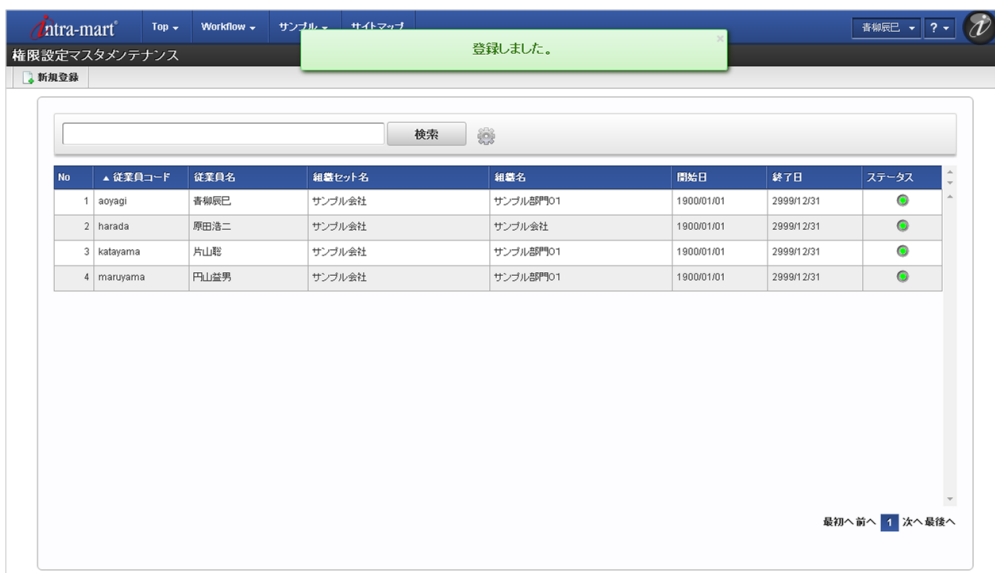 intra-mart® Top Workflow サンプル サイトマップ 青柳辰巳 ?
登録しました。 ×
権限設定マスタメンテナンス
新規登録
検索
No ▲ 従業員コード 従業員名 組織セット名 組織名 開始日 終了日 ステータス
1 aoyagi 青柳辰巳 サンプル会社 サンプル部門01 1900/01/01 2999/12/31
2 harada 原田浩二 サンプル会社 サンプル会社 1900/01/01 2999/12/31
3 katayama 片山聡 サンプル会社 サンプル部門01 1900/01/01 2999/12/31
4 maruyama 円山益男 サンプル会社 サンプル部門01 1900/01/01 2999/12/31
最初へ 前へ 1 次へ 最後へ